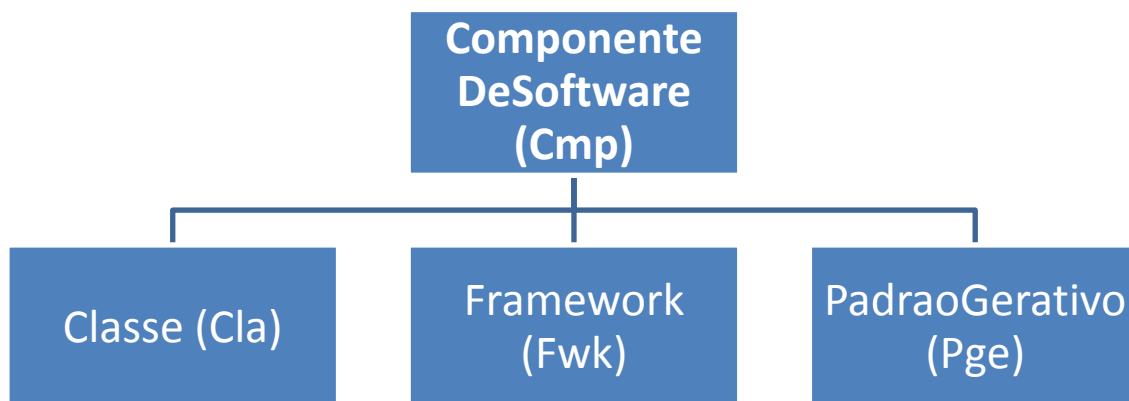 Componente
DeSoftware
(Cmp)
Classe (Cla)
Framework
(Fwk)
PadraoGerativo
(Pge)